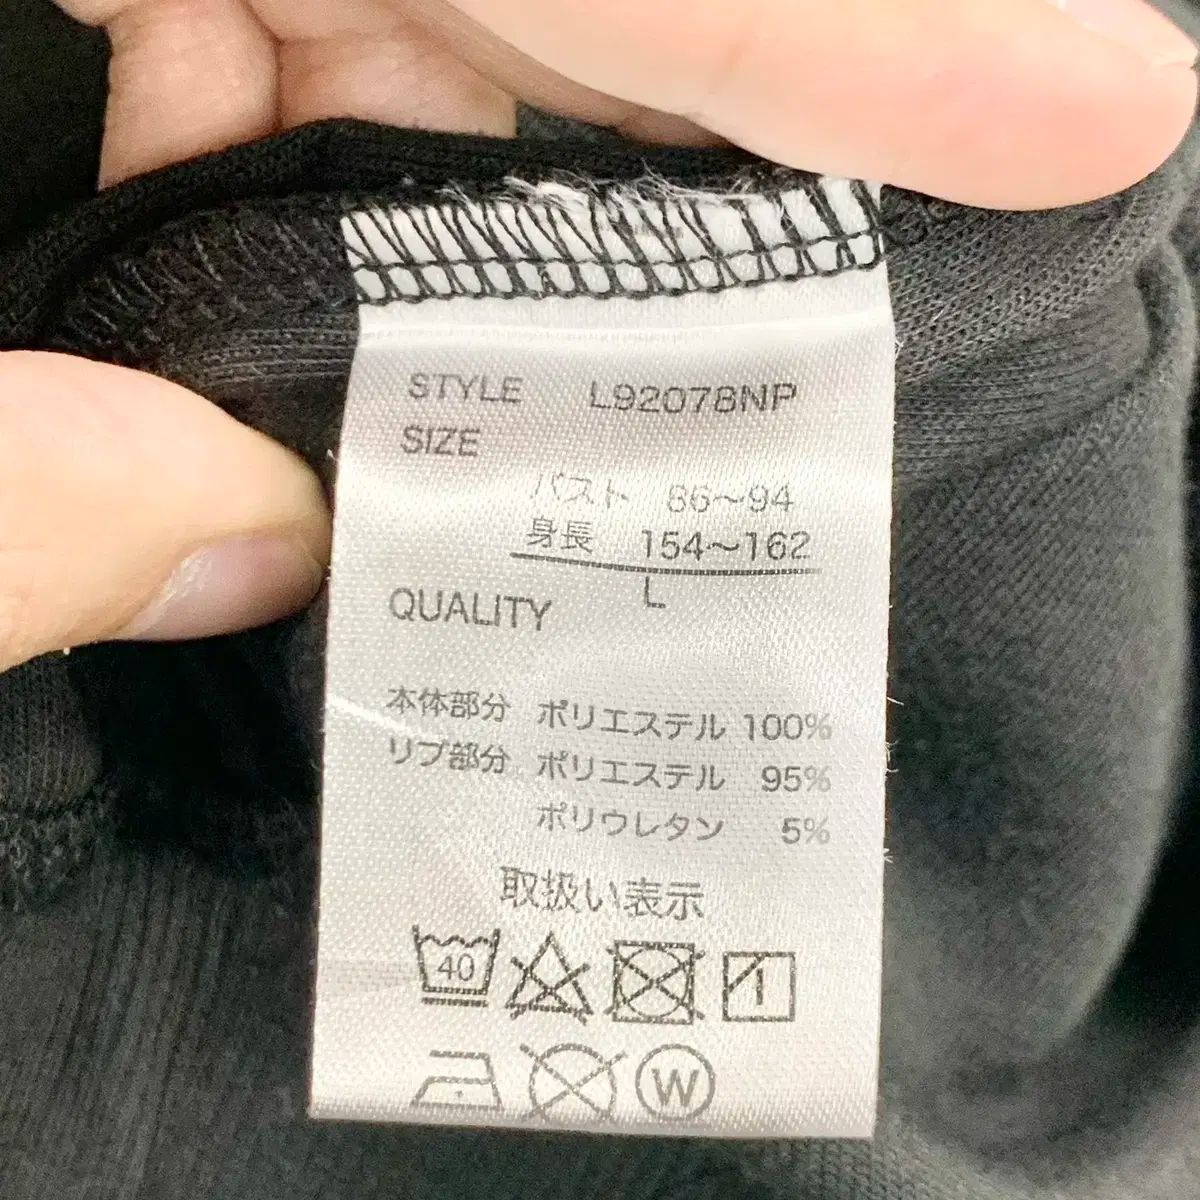 STYLE L92078NP
SIZE
バスト 86〜94
身長 154〜162
L
QUALITY
本体部分 ポリエステル 100%
リブ部分 ポリエステル 95%
ポリウレタン 5%
取扱い表示
40
W